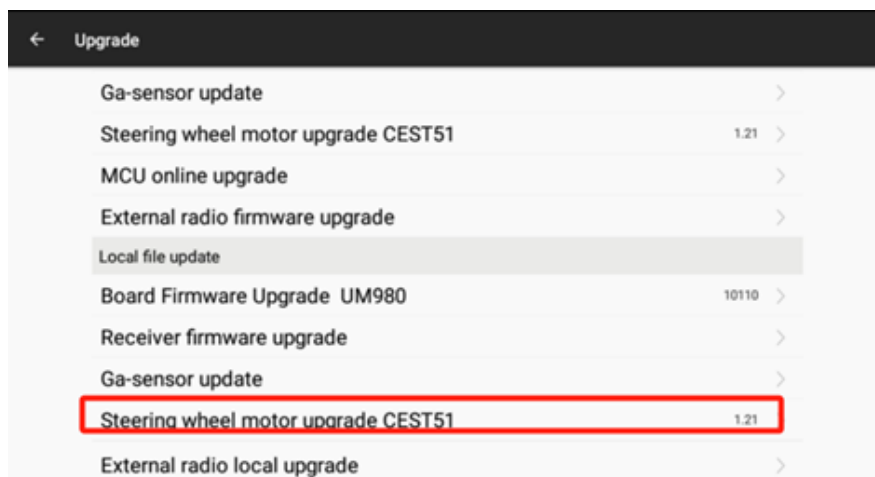 Upgrade
Ga-sensor update
Steering wheel motor upgrade CEST51 1.21
MCU online upgrade
External radio firmware upgrade
Local file update
Board Firmware Upgrade UM980 10110
Receiver firmware upgrade
Ga-sensor update
Steering wheel motor upgrade CEST51 1.21
External radio local upgrade